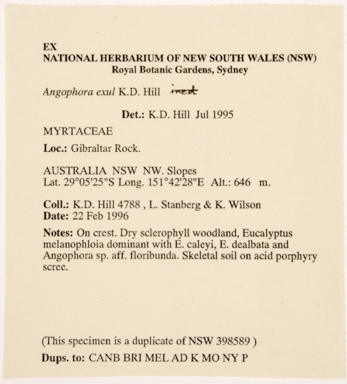 EX
NATIONAL HERBARIUM OF NEW SOUTH WALES (NSW)
Royal Botanic Gardens, Sydney
Angophora exul K.D. Hill ined
Det.: K.D. Hill Jul 1995
MYRTACEAE
Loc.: Gibraltar Rock.
AUSTRALIA NSW NW. Slopes
Lat. 29°05'25"S Long. 151°42'28"E Alt.: 646 m.
Coll.: K.D. Hill 4788 , L. Stanberg & K. Wilson
Date: 22 Feb 1996
Notes: On crest. Dry sclerophyll woodland, Eucalyptus
melanophloia dominant with E. caleyi, E. dealbata and
Angophora sp. aff. floribunda. Skeletal soil on acid porphyry
scree.
(This specimen is a duplicate of NSW 398589 )
Dups. to: CANB BRI MEL AD K MO NY P